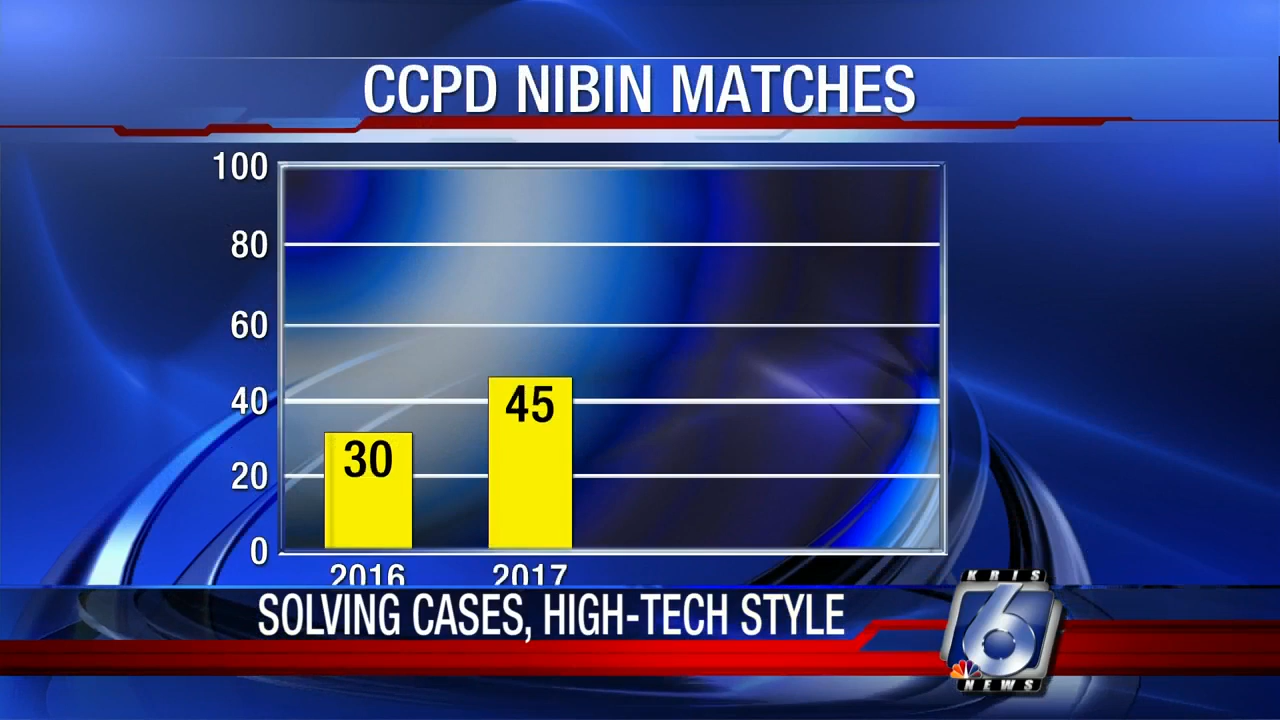 CCPD NIBIN MATCHES
100
80
60
40
20
0
30
45
2016
2017
SOLVING CASES, HIGH-TECH STYLE
KRIS
6
NEWS